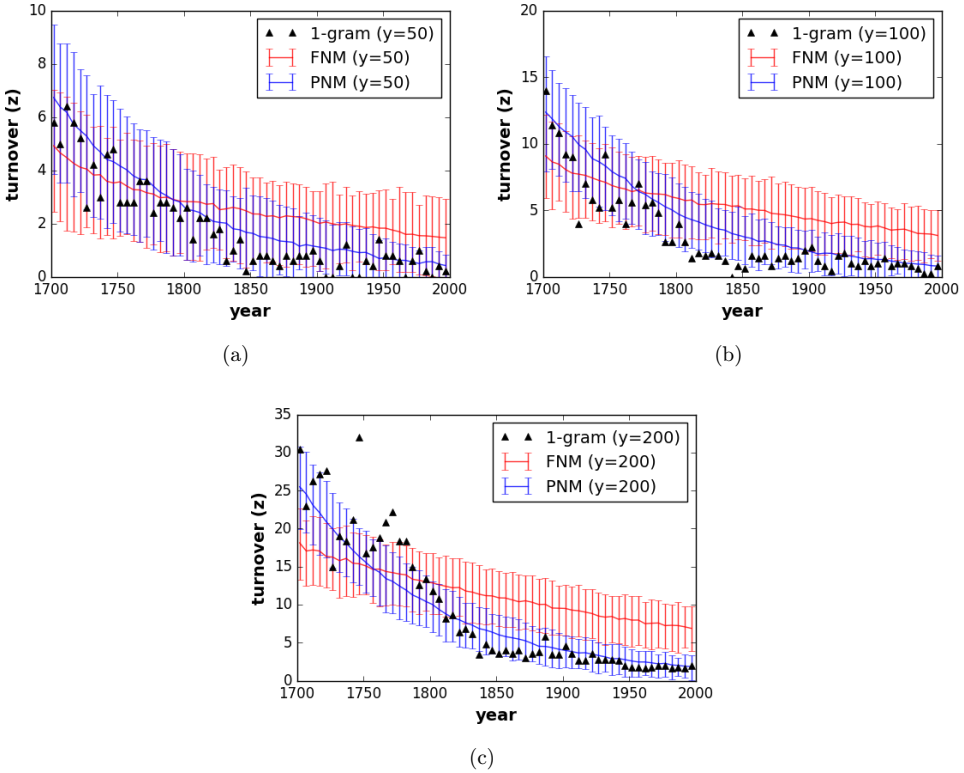 10
8
6
4
2
0
turnover (z)
1-gram (y=50)
FNM (y=50)
PNM (y=50)
1700 1750 1800 1850 1900 1950 2000
year
(a)
20
15
10
5
0
turnover (z)
1-gram (y=100)
FNM (y=100)
PNM (y=100)
1700 1750 1800 1850 1900 1950 2000
year
(b)
35
30
25
20
15
10
5
0
turnover (z)
1-gram (y=200)
FNM (y=200)
PNM (y=200)
1700 1750 1800 1850 1900 1950 2000
year
(c)